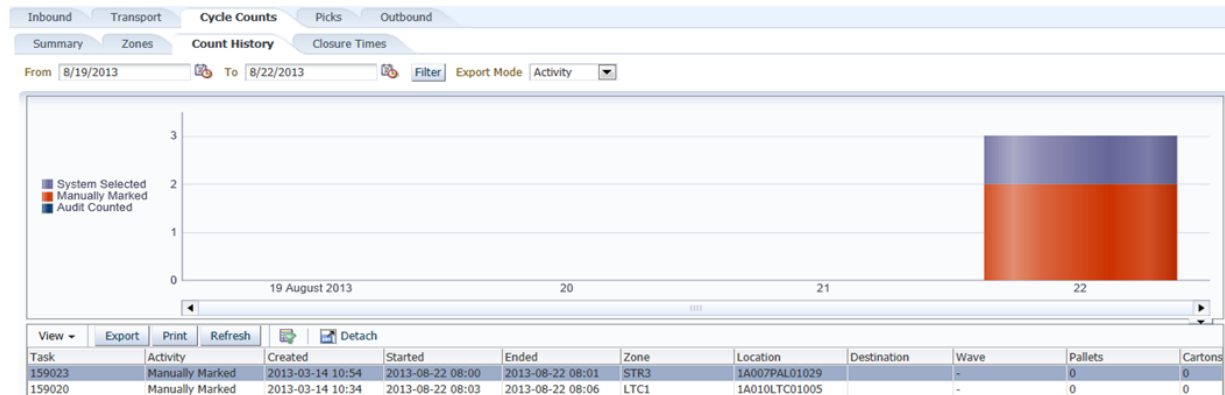 Inbound Transport Cycle Counts Picks Outbound
Summary Zones Count History Closure Times
From 8/19/2013 To 8/22/2013 Filter Export Mode Activity
3
System Selected 2
Manually Marked
Audit Counted
1
0
19 August 2013 20 21 22
View Export Print Refresh Detach
Task Activity Created Started Ended Zone Location Destination Wave Pallets Cartons
159023 Manually Marked 2013-03-14 10:54 2013-08-22 08:00 2013-08-22 08:01 STR3 1A007PAL01029 - 0 0
159020 Manually Marked 2013-03-14 10:34 2013-08-22 08:03 2013-08-22 08:06 LTC1 1A010LTC01005 - 0 0